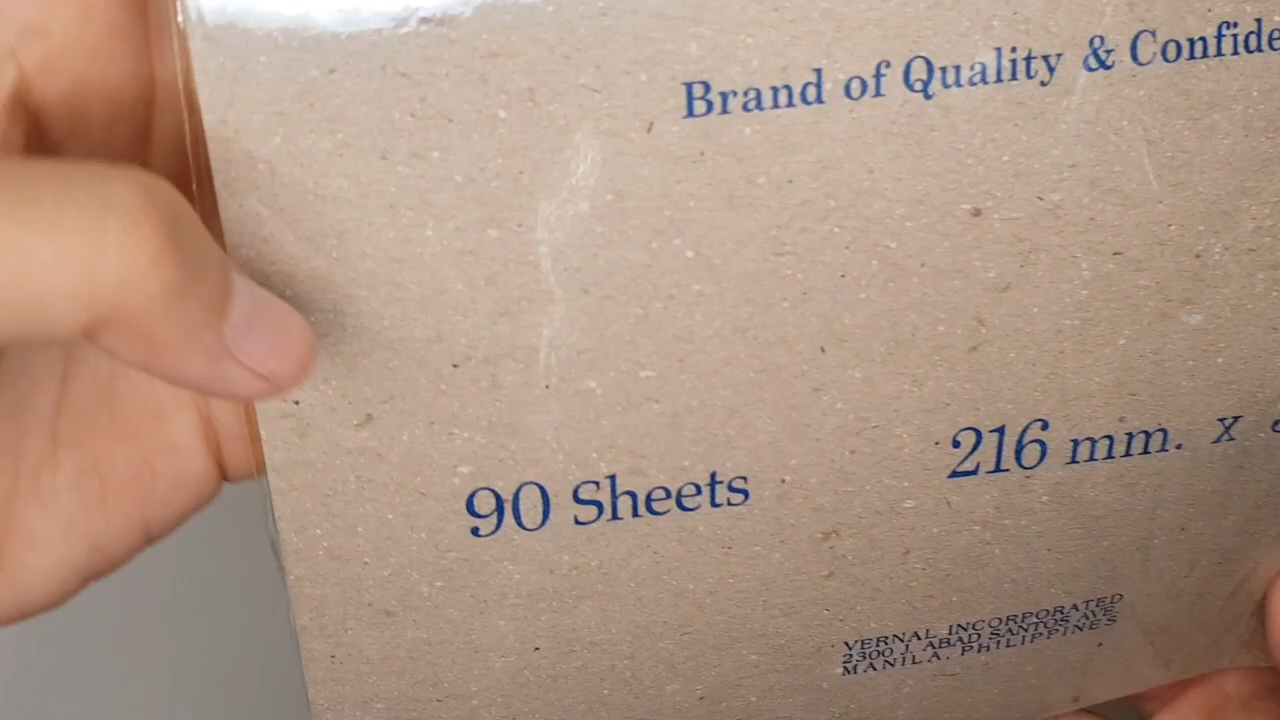 Brand of Quality & Confide
90 Sheets
216 mm. x
VERNAL INCORPORATED
2300 J. ABAD SANTOS AVE
MANILA, PHILIPPINES